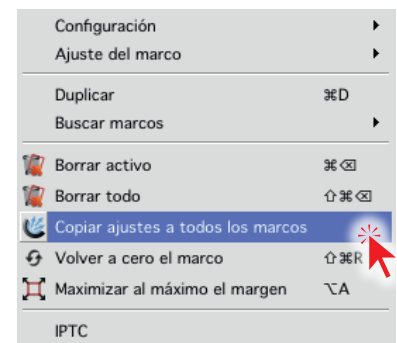 Configuración
Ajuste del marco
Duplicar ⌘D
Buscar marcos
Borrar activo ⌘⌫
Borrar todo ⇧⌘⌫
Copiar ajustes a todos los marcos
Volver a cero el marco ⇧⌘R
Maximizar al máximo el margen ⌥A
IPTC